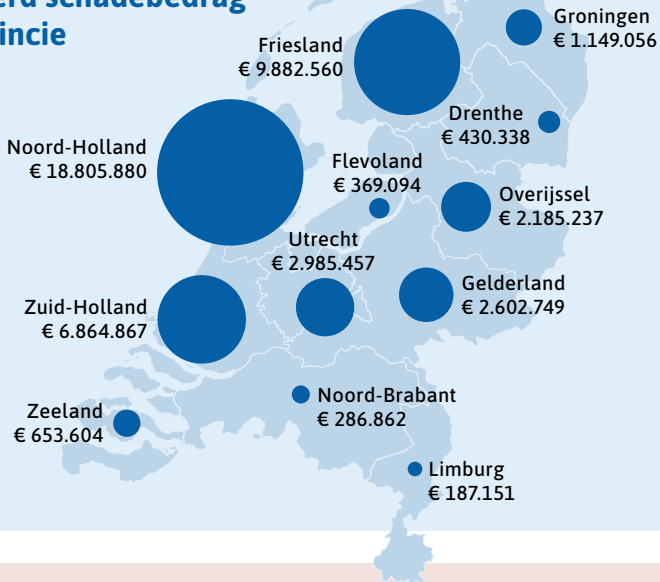 schadebedrag
Groningen
€ 1.149.056
Friesland
€ 9.882.560
Drenthe
€ 430.338
Noord-Holland
€ 18.805.880
Flevoland
€ 369.094
Overijssel
€ 2.185.237
Utrecht
€ 2.985.457
Gelderland
€ 2.602.749
Zuid-Holland
€ 6.864.867
Noord-Brabant
€ 286.862
Zeeland
€ 653.604
Limburg
€ 187.151